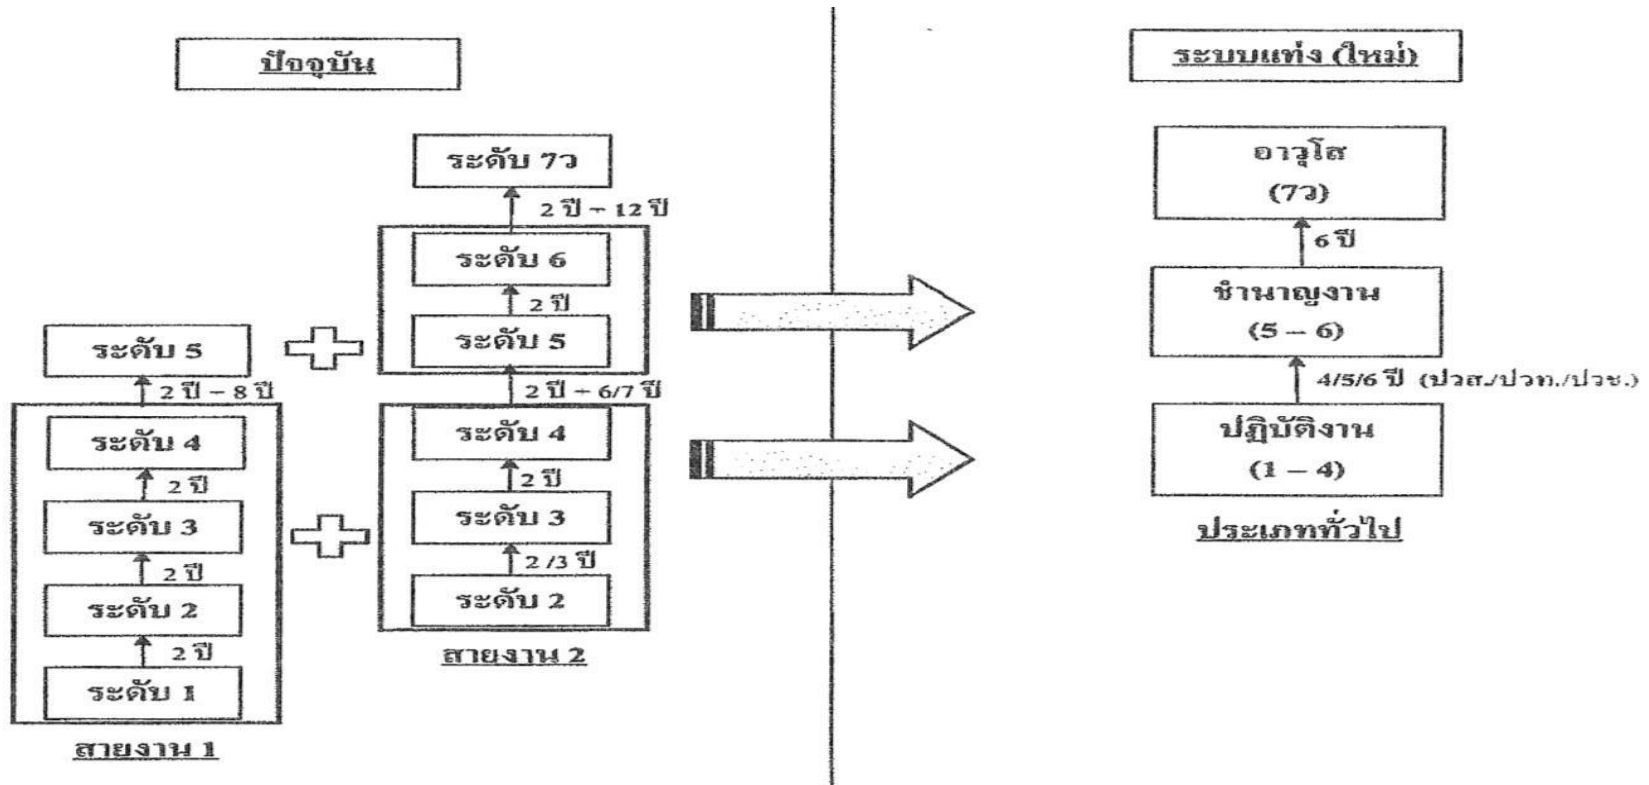 ปัจจุบัน
ระดับ 5
2 ปี - 8 ปี
ระดับ 4
2 ปี
ระดับ 3
2 ปี
ระดับ 2
2 ปี
ระดับ 1
สายงาน 1
ระดับ 7ว
2 ปี - 12 ปี
ระดับ 6
2 ปี
ระดับ 5
2 ปี - 6/7 ปี
ระดับ 4
2 ปี
ระดับ 3
2 /3 ปี
ระดับ 2
สายงาน 2
ระบบแท่ง (ใหม่)
อาวุโส
(7ว)
6 ปี
ชำนาญงาน
(5 - 6)
4/5/6 ปี (ปวส./ปวท./ปวช.)
ปฏิบัติงาน
(1 - 4)
ประเภททั่วไป